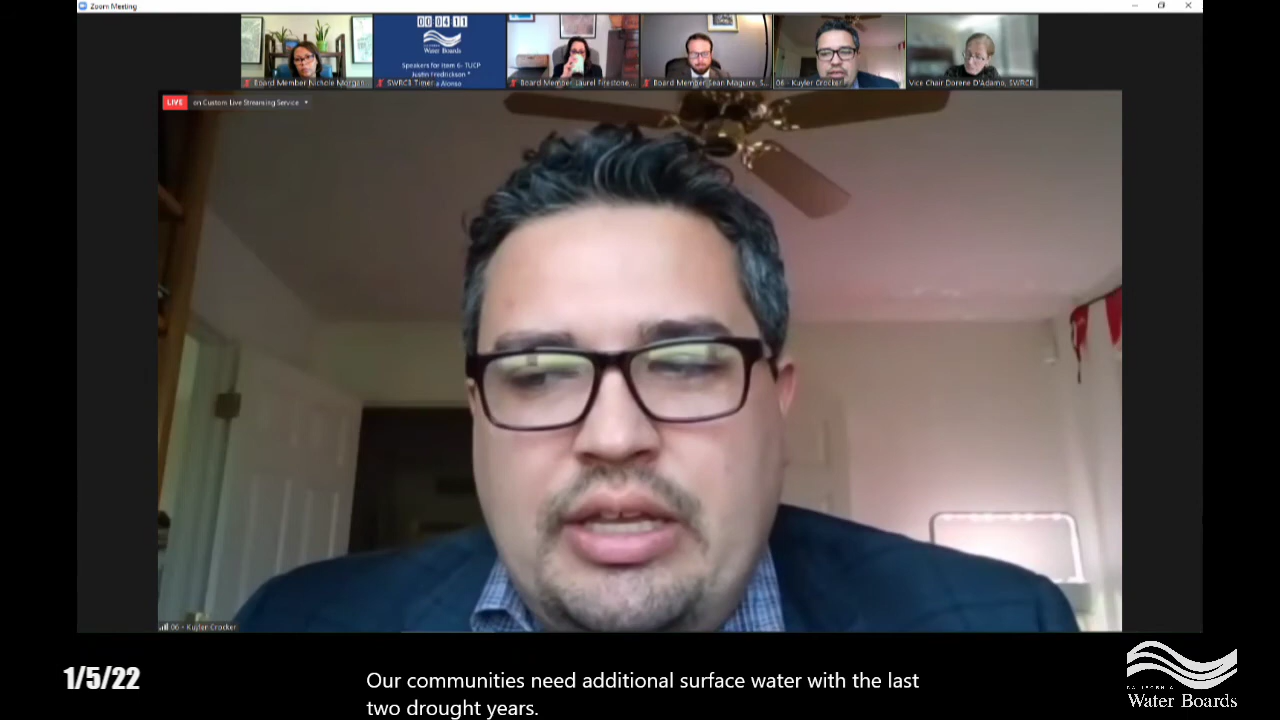 Zoom Meeting
00 04 11
CALIFORNIA
Water Boards
Speakers for Item 6- TUCP
Justin Fredrickson *
a Alonso
Board Member Nichole Morgan,
SWRCB Timer
Board Member Laurel Firestone,...
Board Member Sean Maguire, S...
06 - Kuyler Crocker
Vice Chair Dorene D'Adamo, SWRCB
LIVE on Custom Live Streaming Service
06 - Kuyler Crocker
1/5/22
Our communities need additional surface water with the last
two drought years.
CALIFORNIA
Water Boards